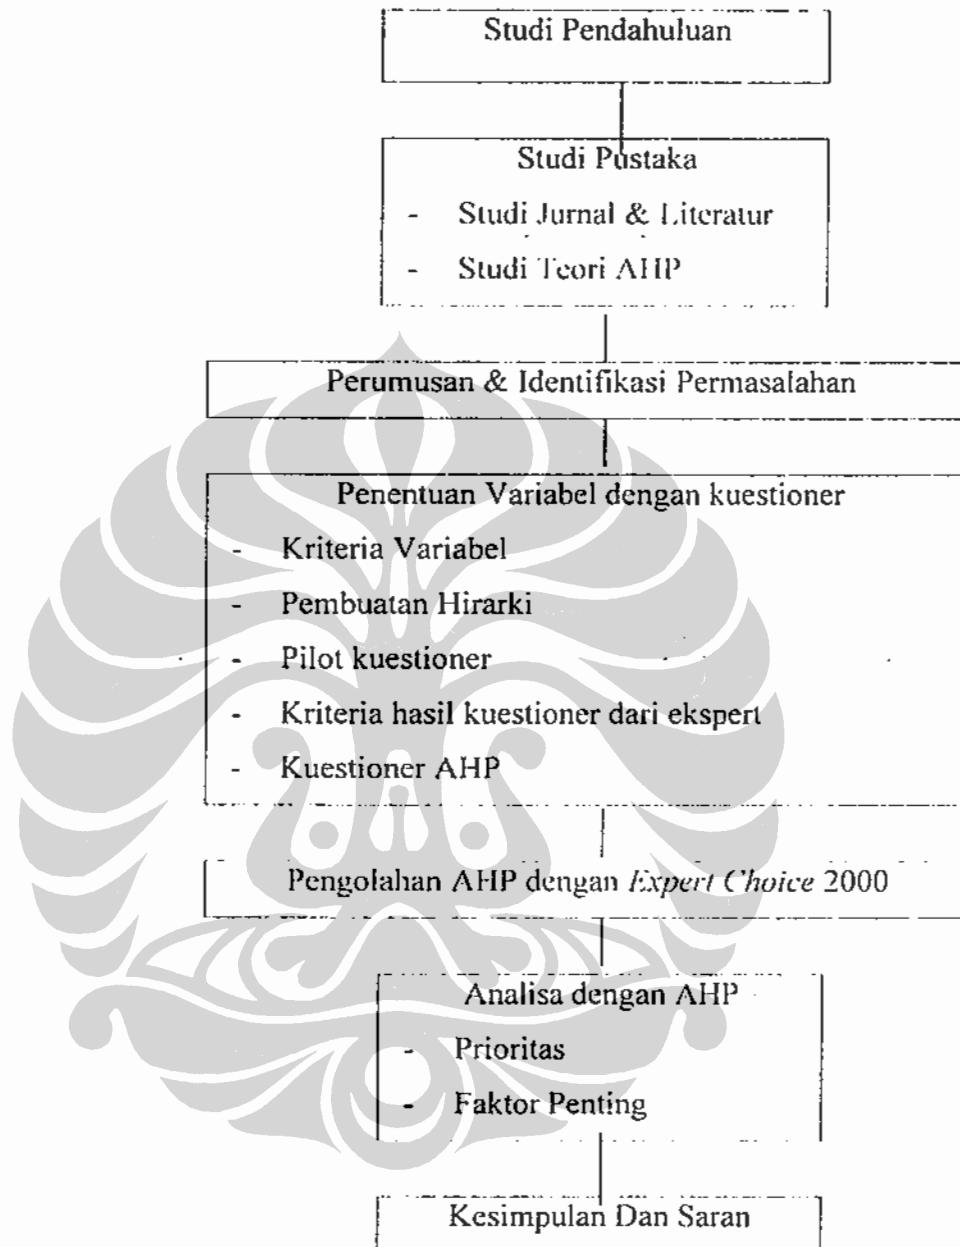 Studi Pendahuluan
Studi Pustaka
- Studi Jurnal & Literatur
- Studi Teori AHP
Perumusan & Identifikasi Permasalahan
Penentuan Variabel dengan kuestioner
- Kriteria Variabel
- Pembuatan Hirarki
- Pilot kuestioner
- Kriteria hasil kuestioner dari ekspert
- Kuestioner AHP
Pengolahan AHP dengan Expert Choice 2000
Analisa dengan AHP
- Prioritas
- Faktor Penting
Kesimpulan Dan Saran